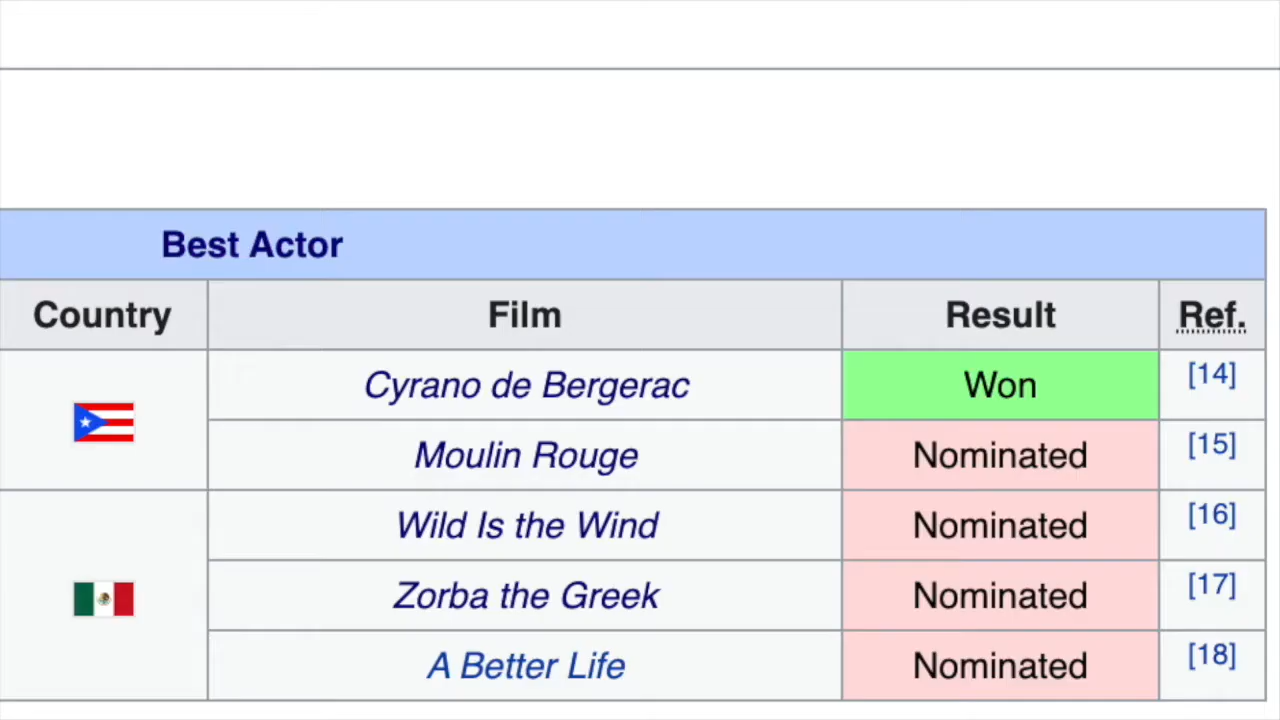 Best Actor
Country Film Result Ref.
Cyrano de Bergerac Won [14]
Moulin Rouge Nominated [15]
Wild Is the Wind Nominated [16]
Zorba the Greek Nominated [17]
A Better Life Nominated [18]